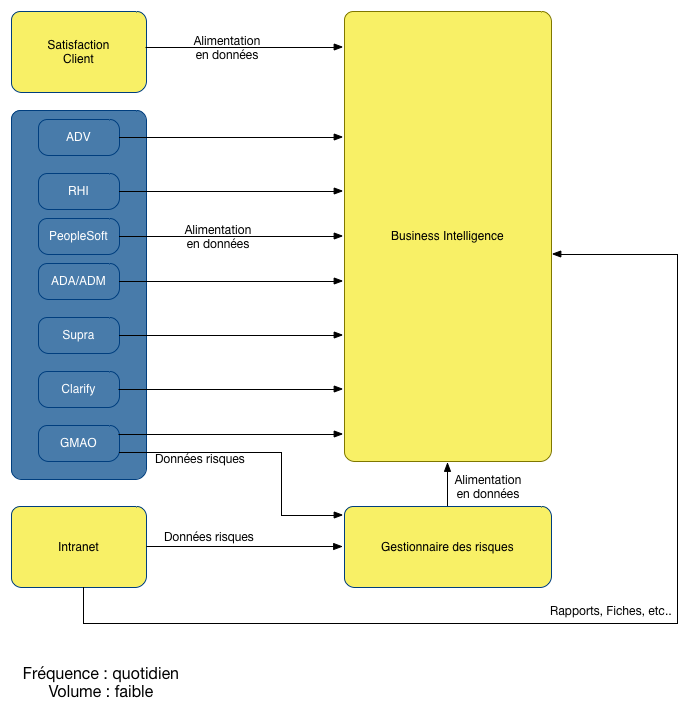 Satisfaction
Client
Alimentation
en données
ADV
RHI
PeopleSoft
Alimentation
en données
Business Intelligence
ADA/ADM
Supra
Clarify
GMAO
Données risques
Alimentation
en données
Intranet
Données risques
Gestionnaire des risques
Rapports, Fiches, etc..
Fréquence : quotidien
Volume : faible